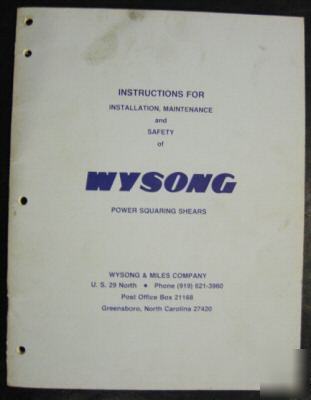 INSTRUCTIONS FOR
INSTALLATION, MAINTENANCE
and
SAFETY
of
WYSONG
POWER SQUARING SHEARS
WYSONG & MILES COMPANY
U. S. 29 North • Phone (919) 621-3960
Post Office Box 21168
Greensboro, North Carolina 27420